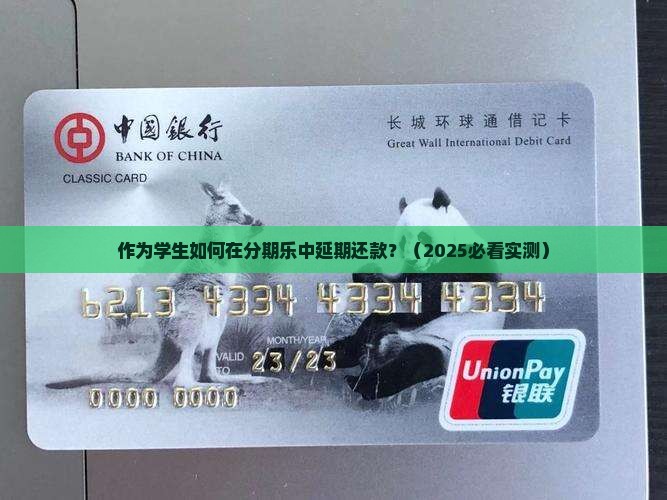 中國銀行
BANK OF CHINA
CLASSIC CARD
长城环球通借记卡
Great Wall International Debit Card
作为学生如何在分期乐中延期还款？（2025必看实测）
6213 4334 4334 4334
MONTH/YEAR
VALID
TO
23/23
0000 0000
UnionPay
银联